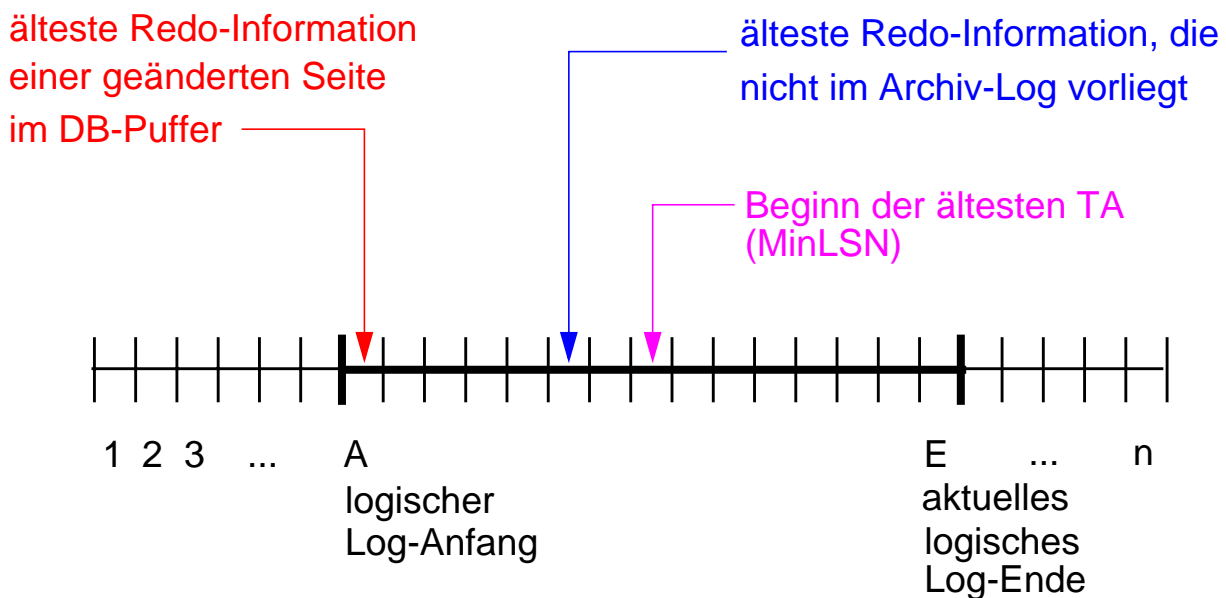 älteste Redo-Information
einer geänderten Seite
im DB-Puffer
älteste Redo-Information, die
nicht im Archiv-Log vorliegt
Beginn der ältesten TA
(MinLSN)
1 2 3 ... A E ... n
logischer
Log-Anfang
aktuelles
logisches
Log-Ende